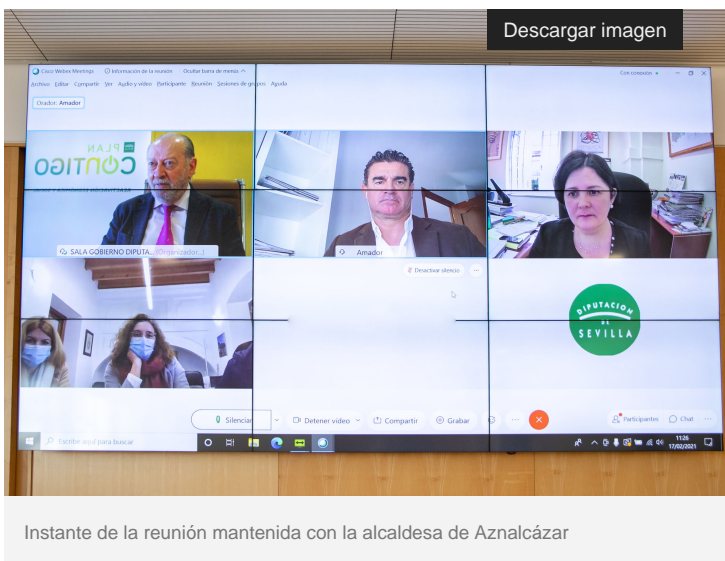 Descargar imagen
Cisco Webex Meetings Información de la reunión Ocultar barra de menús
Con conexión
Archivo Editar Compartir Ver Audio y vídeo Participante Reunión Sesiones de grupos Ayuda
Orador: Amador
PLAN
CONTIGO
SALA GOBIERNO DIPUTA... (Organizador...)
Amador
Desactivar silencio
DIPUTACION
DE
SEVILLA
Silenciar
Detener vídeo
Compartir
Grabar
Participantes
Chat
Escribe aquí para buscar
11:26
17/02/2021
Instante de la reunión mantenida con la alcaldesa de Aznalcázar